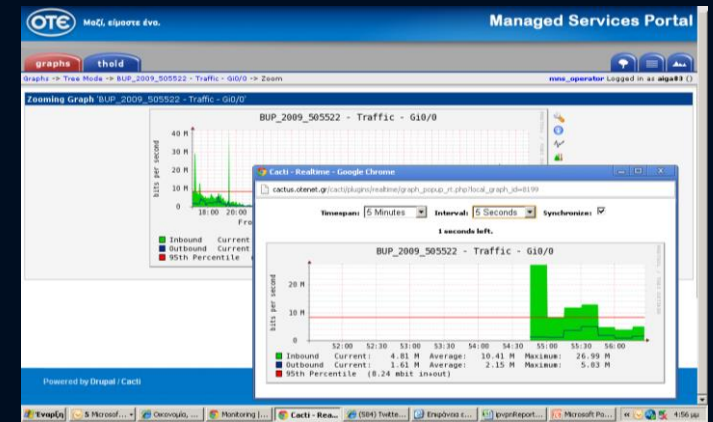 OTE Μαζί, είμαστε ένα.
Managed Services Portal
graphs thold
Graphs -> Tree Mode -> BUP_2009_505522 - Traffic - Gi0/0 -> Zoom
mns_operator Logged in as
Zooming Graph 'BUP_2009_505522 - Traffic - Gi0/0'
BUP_2009_505522 - Traffic - Gi0/0
bits per second
40 M
30 M
20 M
10 M
0
18:00 20:00
Inbound Current
Outbound Current
95th Percentile
Cacti - Realtime - Google Chrome
cactus.otenet.gr/cacti/plugins/realtime/graph_popup_rt.php?local_graph_id=8199
Timespan: 5 Minutes Interval: 5 Seconds Synchronize:
1 seconds left.
BUP_2009_505522 - Traffic - Gi0/0
bits per second
20 M
10 M
0
52:00 52:30 53:00 53:30 54:00 54:30 55:00 55:30 56:00
Inbound Current: 4.81 M Average: 10.41 M Maximum: 26.99 M
Outbound Current: 1.61 M Average: 2.15 M Maximum: 5.03 M
95th Percentile (8.24 mbit in+out)
Powered by Drupal / Cacti
Έναρξη
5 Microsof...
Οικονομία, ...
Monitoring (...
Cacti - Rea...
(584) Twitte...
Επιφάνεια ε...
ipvpnReport...
Microsoft Po...
4:56 μμ